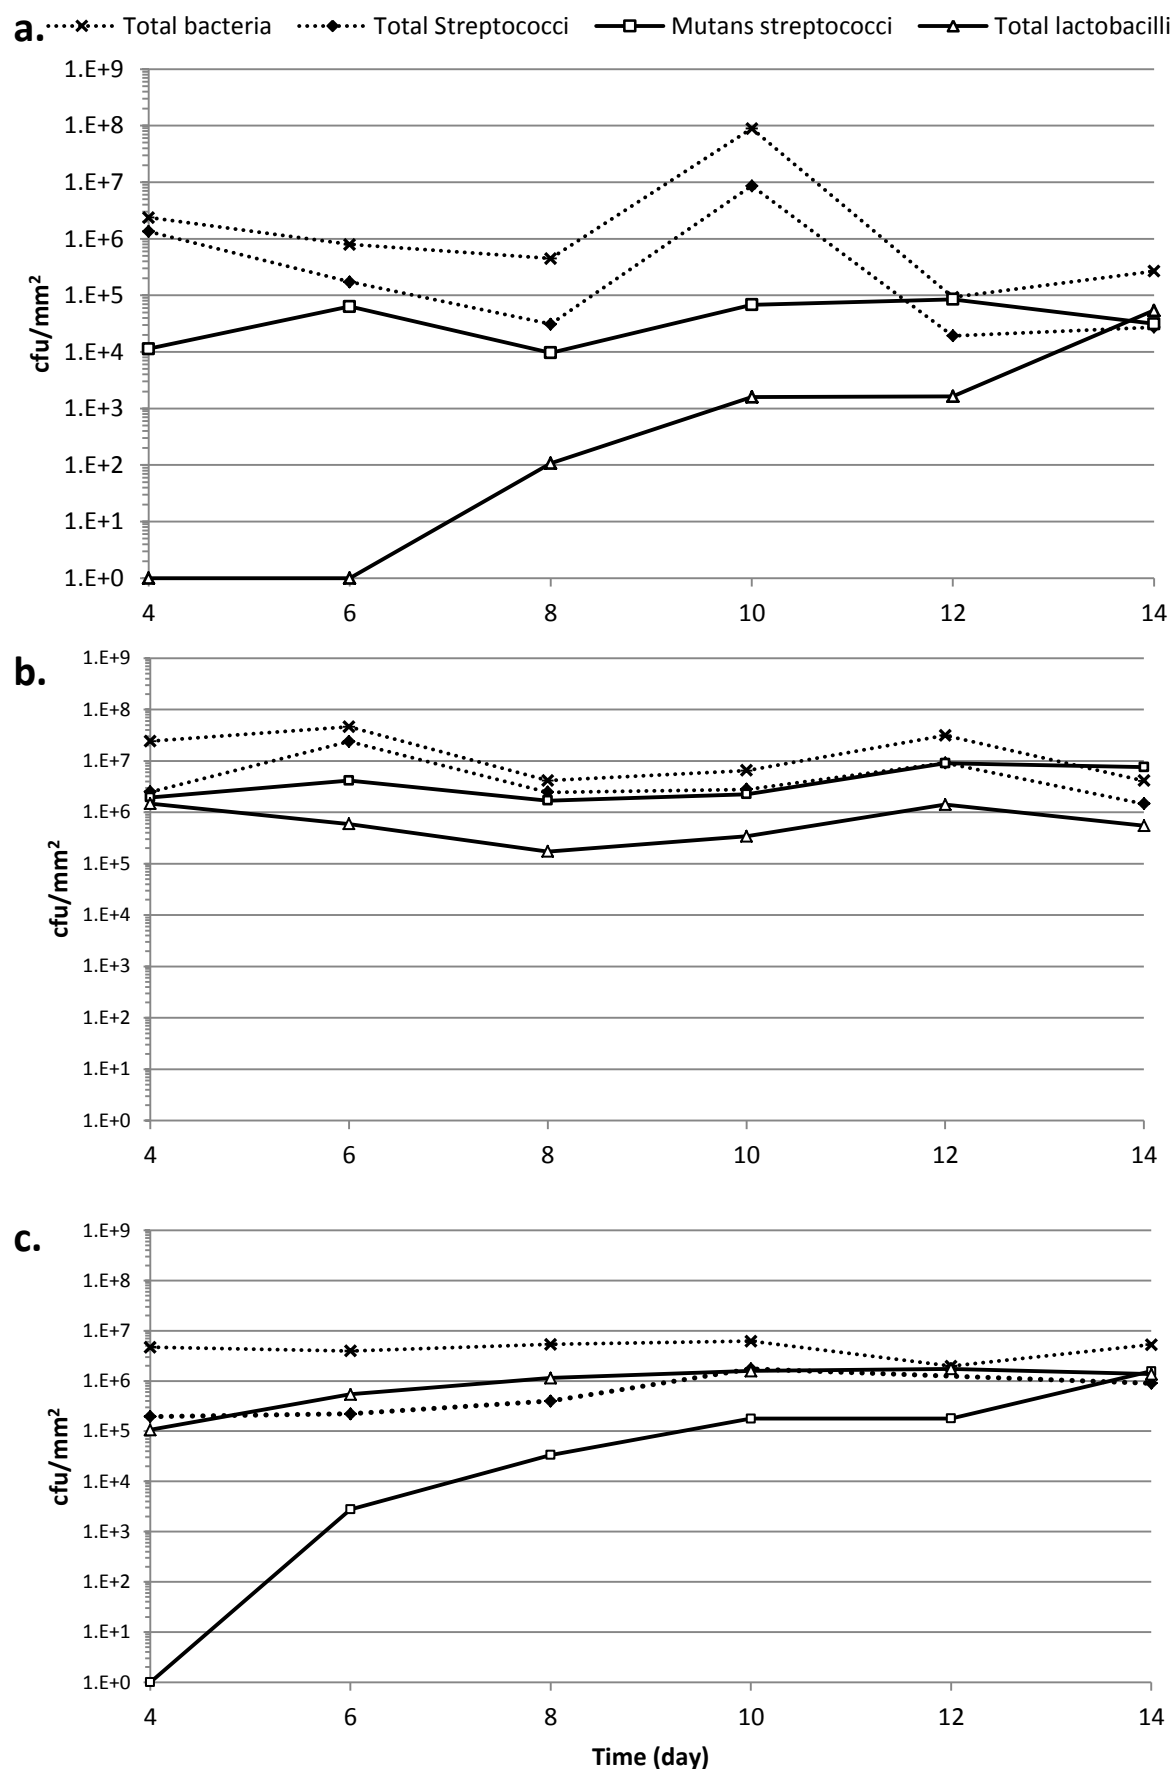 a. Total bacteria Total Streptococci Mutans streptococci Total lactobacilli
1.E+9
1.E+8
1.E+7
1.E+6
1.E+5
1.E+4
1.E+3
1.E+2
1.E+1
1.E+0
cfu/mm²
4 6 8 10 12 14
b.
1.E+9
1.E+8
1.E+7
1.E+6
1.E+5
1.E+4
1.E+3
1.E+2
1.E+1
1.E+0
cfu/mm²
4 6 8 10 12 14
c.
1.E+9
1.E+8
1.E+7
1.E+6
1.E+5
1.E+4
1.E+3
1.E+2
1.E+1
1.E+0
cfu/mm²
4 6 8 10 12 14
Time (day)